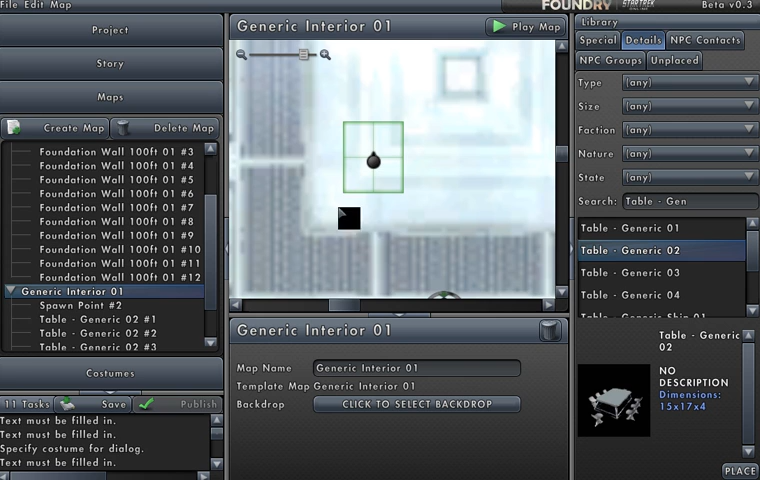 File Edit Map
FOUNDRY
STAR TREK
Beta v0.3
Project
Story
Maps
Create Map
Delete Map
Foundation Wall 100ft 01 #3
Foundation Wall 100ft 01 #4
Foundation Wall 100ft 01 #5
Foundation Wall 100ft 01 #6
Foundation Wall 100ft 01 #7
Foundation Wall 100ft 01 #8
Foundation Wall 100ft 01 #9
Foundation Wall 100ft 01 #10
Foundation Wall 100ft 01 #11
Foundation Wall 100ft 01 #12
Generic Interior 01
Spawn Point #2
Table - Generic 02 #1
Table - Generic 02 #2
Table - Generic 02 #3
Costumes
11 Tasks
Save
Publish
Text must be filled in.
Text must be filled in.
Specify costume for dialog.
Text must be filled in.
Generic Interior 01
Play Map
Generic Interior 01
Map Name
Generic Interior 01
Template Map Generic Interior 01
Backdrop
CLICK TO SELECT BACKDROP
Library
Special
Details
NPC Contacts
NPC Groups
Unplaced
Type
(any)
Size
(any)
Faction
(any)
Nature
(any)
State
(any)
Search:
Table - Gen
Table - Generic 01
Table - Generic 02
Table - Generic 03
Table - Generic 04
Table - Generic Ship 01
Table - Generic
02
NO
DESCRIPTION
Dimensions:
15x17x4
PLACE